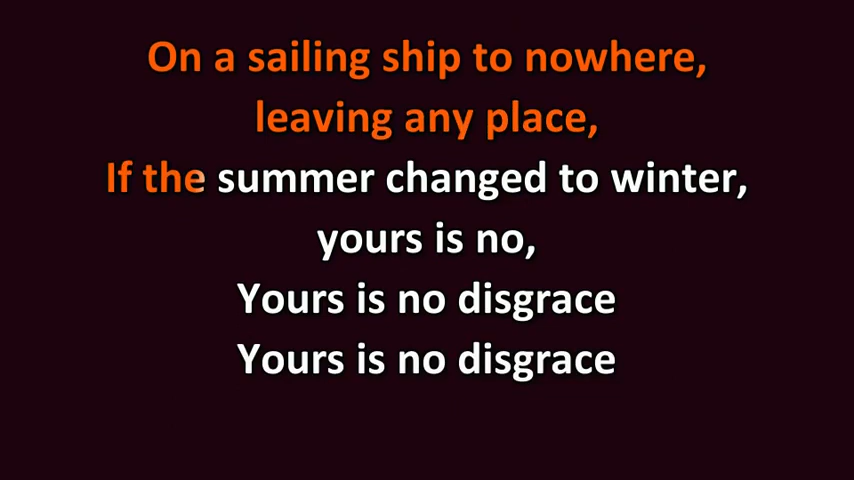 On a sailing ship to nowhere,
leaving any place,
If the summer changed to winter,
yours is no,
Yours is no disgrace
Yours is no disgrace